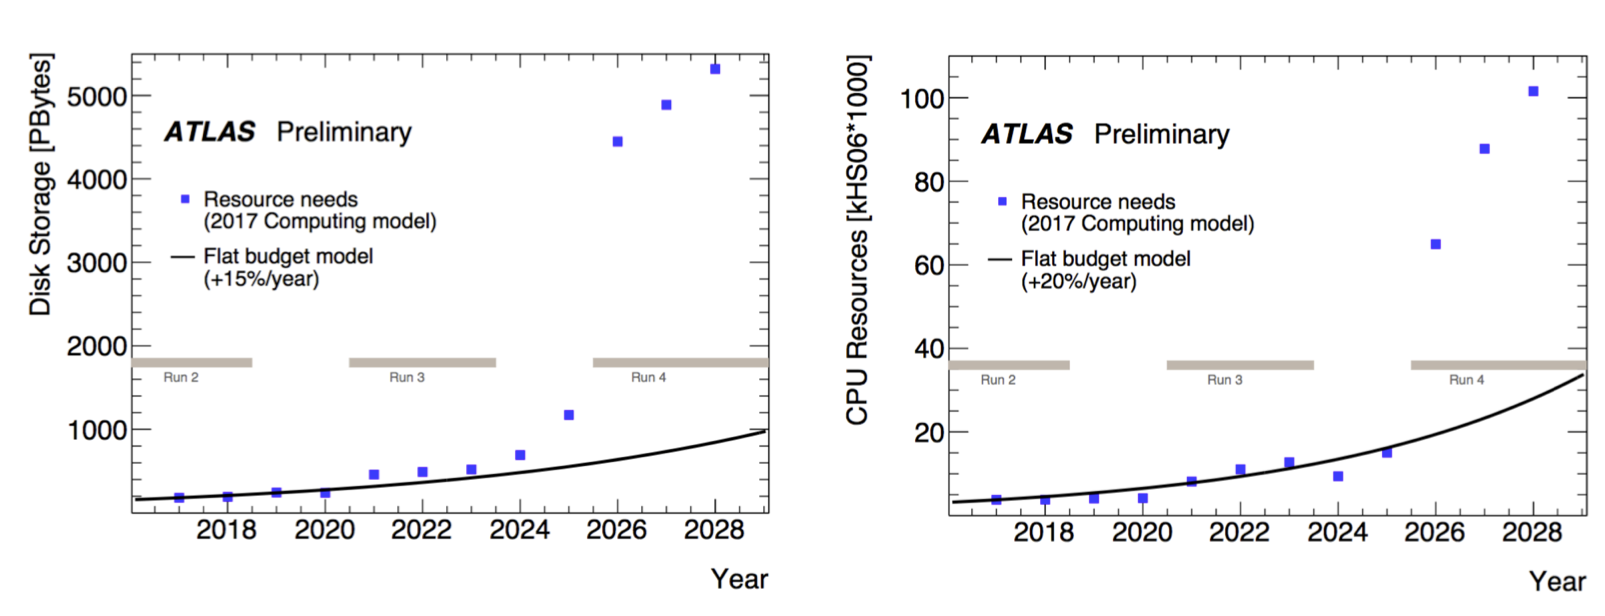 Disk Storage [PBytes]
5000
4000
3000
2000
1000
ATLAS Preliminary
Resource needs
(2017 Computing model)
Flat budget model
(+15%/year)
Run 2
Run 3
Run 4
2018 2020 2022 2024 2026 2028
Year
CPU Resources [kHS06*1000]
100
80
60
40
20
ATLAS Preliminary
Resource needs
(2017 Computing model)
Flat budget model
(+20%/year)
Run 2
Run 3
Run 4
2018 2020 2022 2024 2026 2028
Year